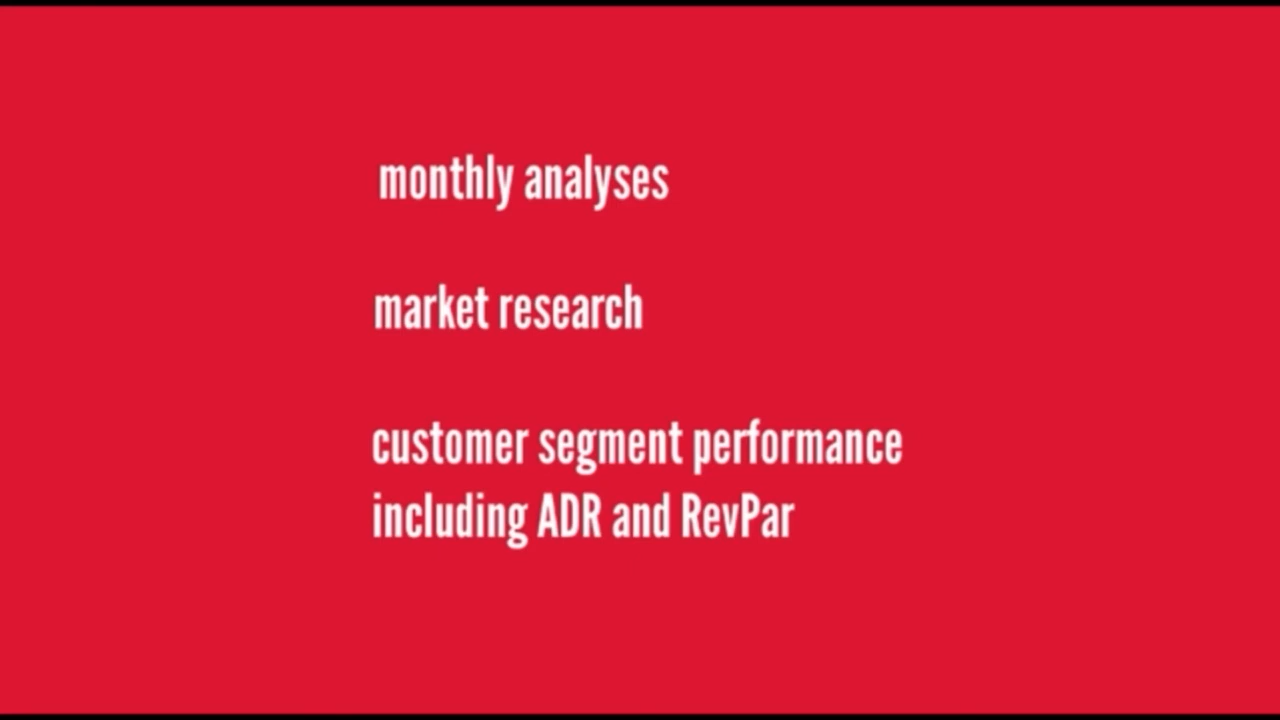 monthly analyses
market research
customer segment performance
including ADR and RevPar